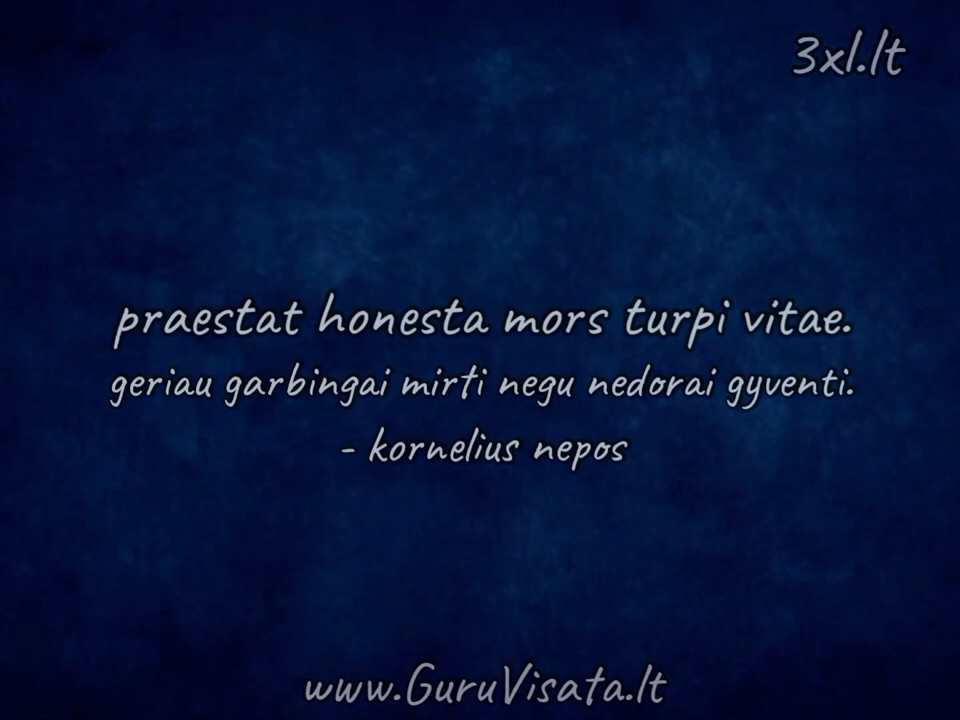 3xl.lt
praestat honesta mors turpi vitae.
geriau garbingai mirti negu nedorai gyventi.
- kornelius nepos
www.GuruVisata.lt